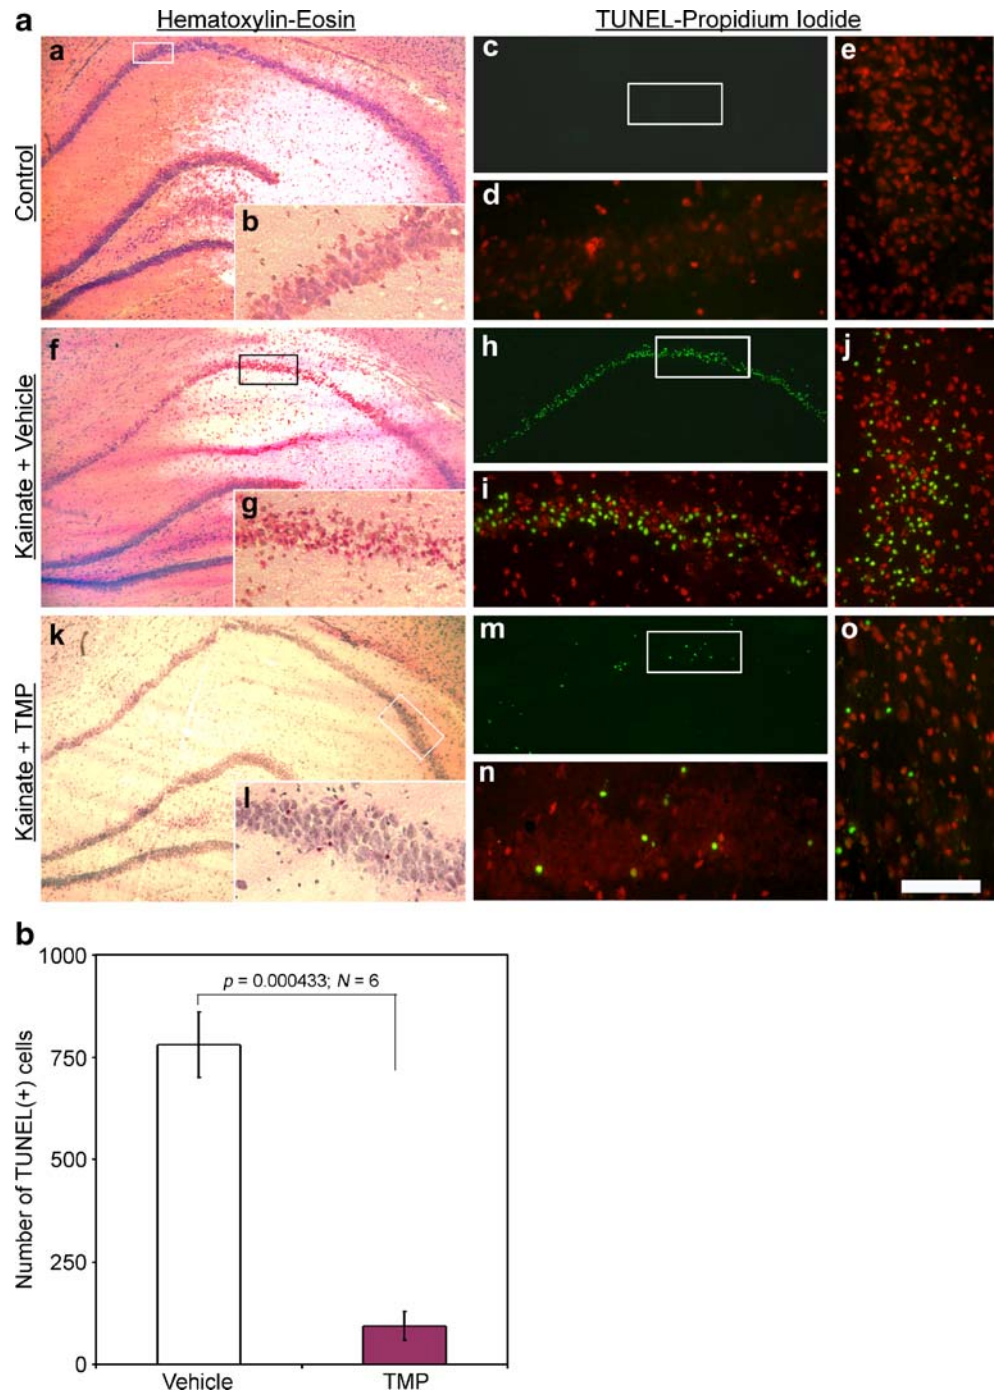 a
Hematoxylin-Eosin
TUNEL-Propidium Iodide
Control
a
b
c
d
e
Kainate + Vehicle
f
g
h
i
j
Kainate + TMP
k
l
m
n
o
b
Number of TUNEL(+) cells
1000
750
500
250
0
p = 0.000433; N = 6
Vehicle
TMP